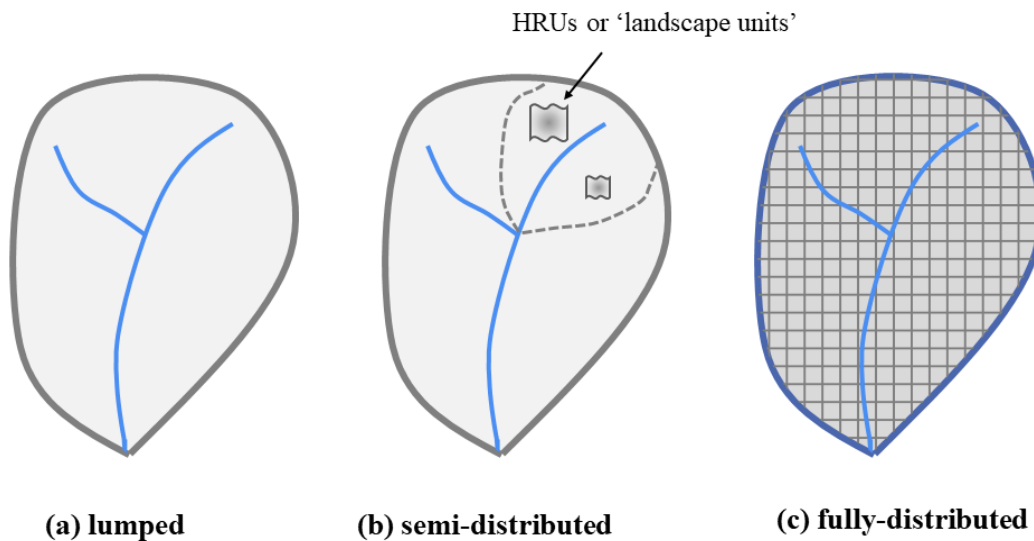 HRUs or ‘landscape units’
(a) lumped
(b) semi-distributed
(c) fully-distributed